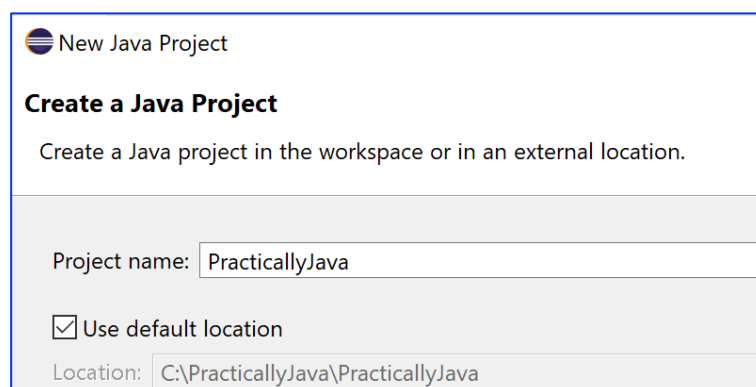 New Java Project
Create a Java Project
Create a Java project in the workspace or in an external location.
Project name: PracticallyJava
Use default location
Location: C:\PracticallyJava\PracticallyJava